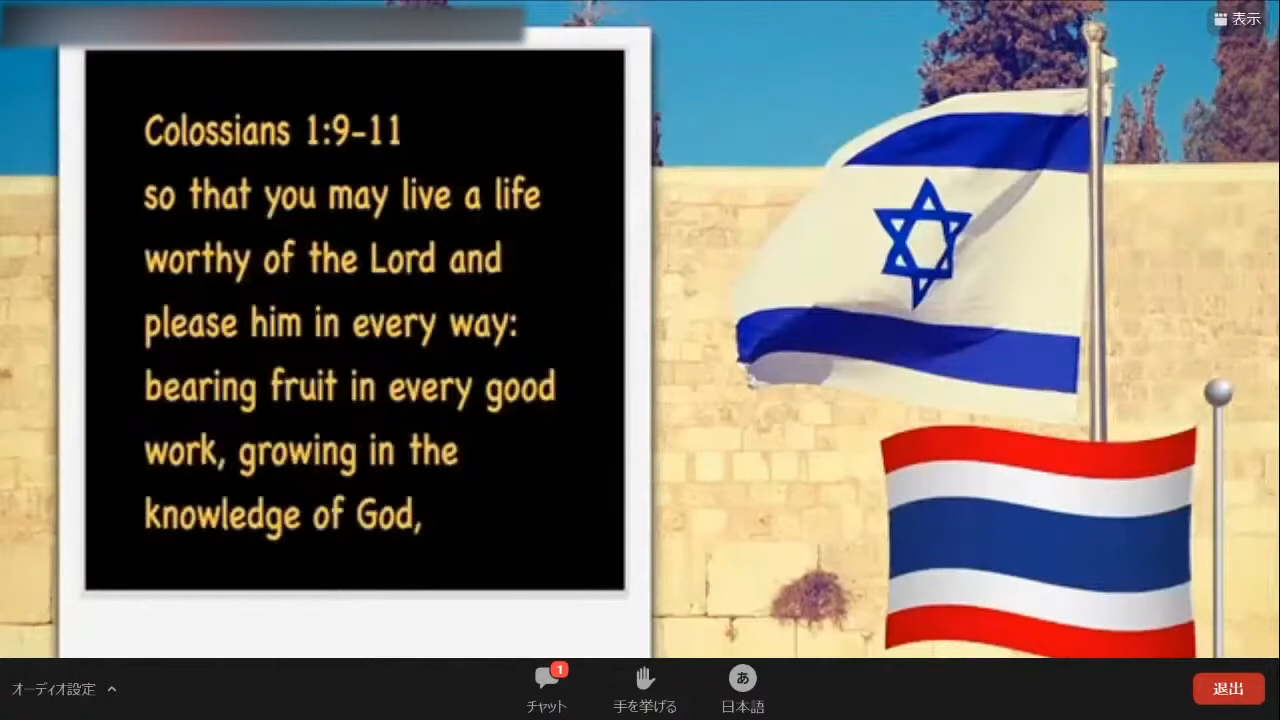 表示
Colossians 1:9-11
so that you may live a life
worthy of the Lord and
please him in every way:
bearing fruit in every good
work, growing in the
knowledge of God,
オーディオ設定
1
チャット
手を挙げる
あ
日本語
退出